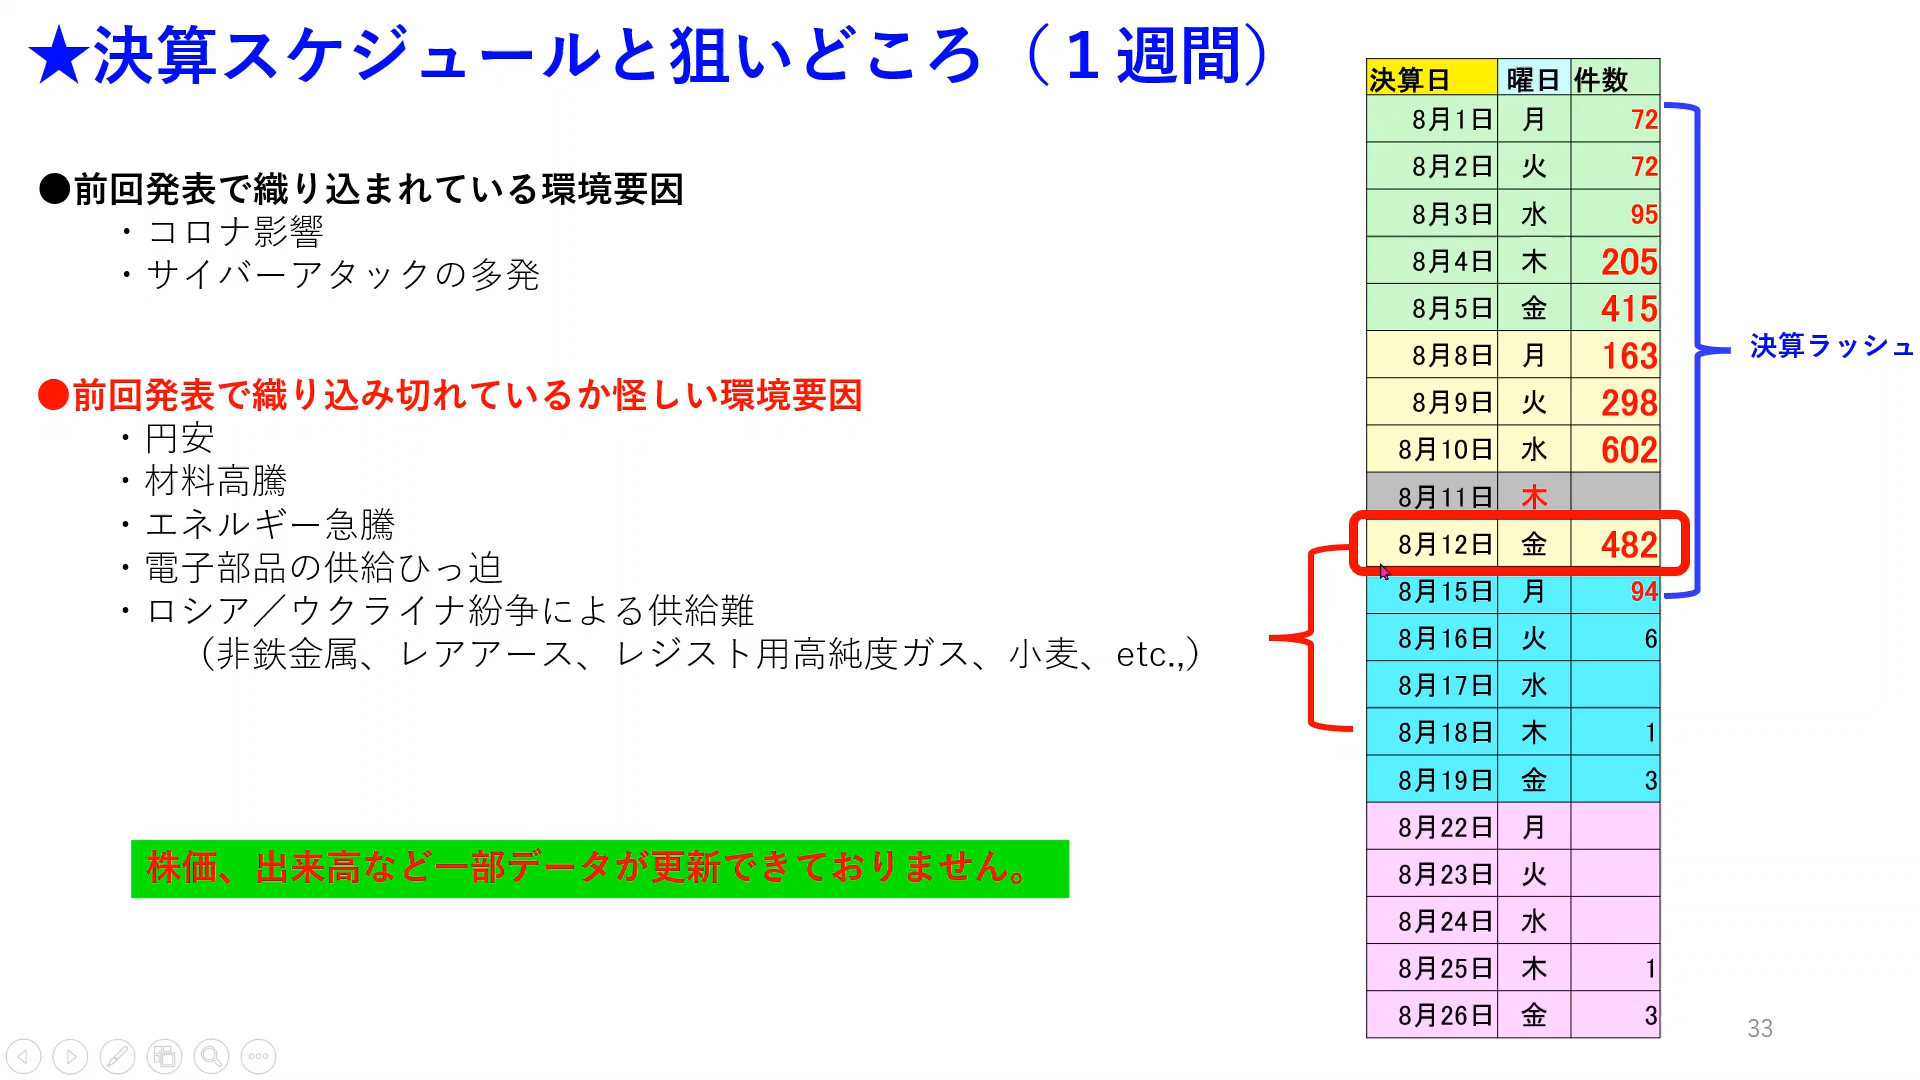 ★決算スケジュールと狙いどころ（１週間）
●前回発表で織り込まれている環境要因
・コロナ影響
・サイバーアタックの多発
●前回発表で織り込み切れているか怪しい環境要因
・円安
・材料高騰
・エネルギー急騰
・電子部品の供給ひっ迫
・ロシア／ウクライナ紛争による供給難
（非鉄金属、レアアース、レジスト用高純度ガス、小麦、etc.,）
株価、出来高など一部データが更新できておりません。
決算日 曜日 件数
8月1日 月 72
8月2日 火 72
8月3日 水 95
8月4日 木 205
8月5日 金 415
8月8日 月 163
8月9日 火 298
8月10日 水 602
8月11日 木
8月12日 金 482
8月15日 月 94
8月16日 火 6
8月17日 水
8月18日 木 1
8月19日 金 3
8月22日 月
8月23日 火
8月24日 水
8月25日 木 1
8月26日 金 3
決算ラッシュ
33